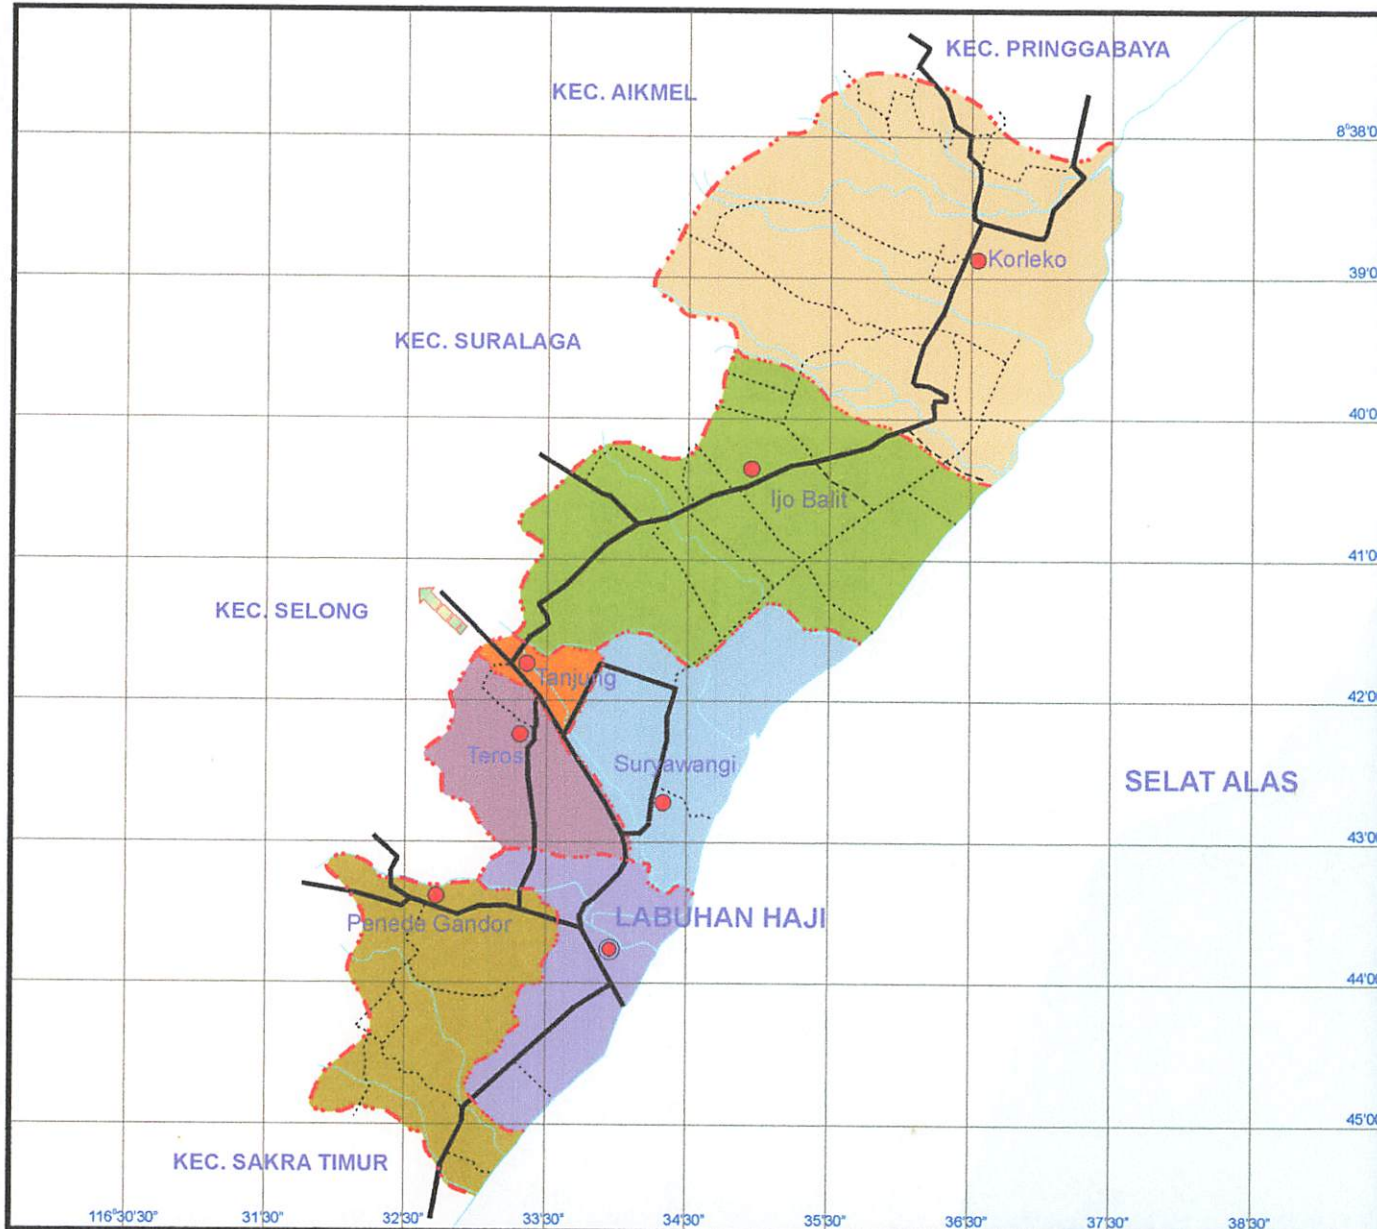 KEC. PRINGGABAYA
KEC. AIKMEL
8°38'0
Korleko
39'0
KEC. SURALAGA
40'0
Ijo Balit
41'0
KEC. SELONG
Tanjung
42'0
Teros
Suryawangi
SELAT ALAS
43'0
LABUHAN HAJI
Penede Gandor
44'0
45'0
KEC. SAKRA TIMUR
116°30'30" 31'30" 32'30" 33'30" 34'30" 35'30" 36'30" 37'30" 38'30"